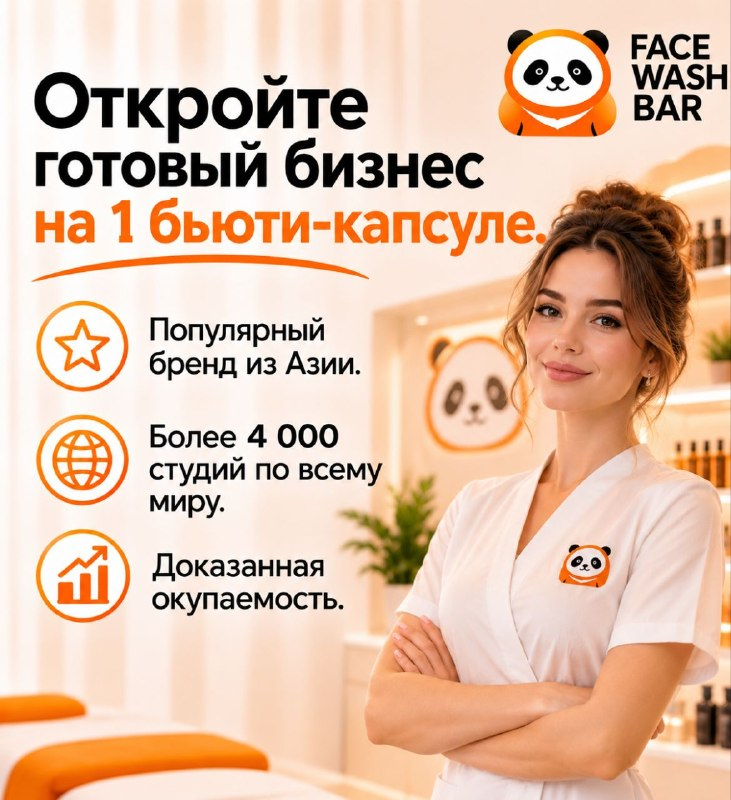 FACE
WASH
BAR
Откройте
готовый бизнес
на 1 бьюти-капсуле.
Популярный
бренд из Азии.
Более 4 000
студий по всему
миру.
Доказанная
окупаемость.